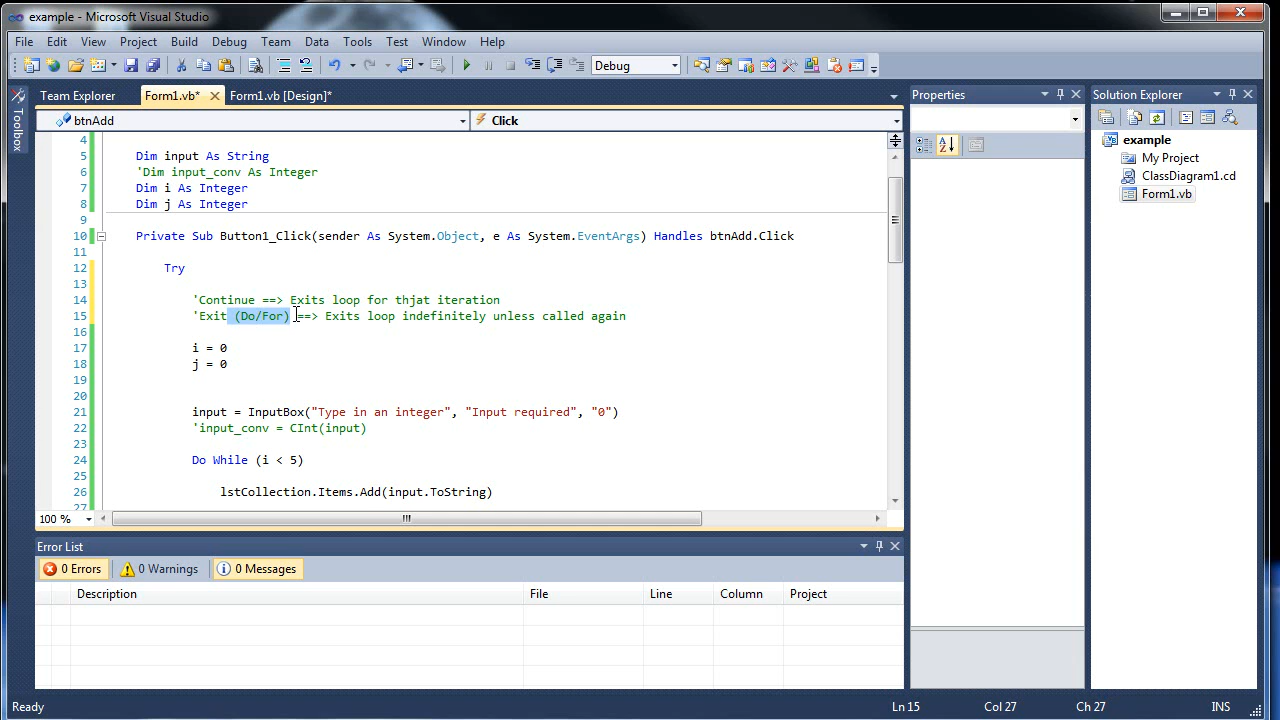 example - Microsoft Visual Studio
File Edit View Project Build Debug Team Data Tools Test Window Help
Debug
Team Explorer Form1.vb* Form1.vb [Design]*
Properties
Solution Explorer
Toolbox
btnAdd Click
example
My Project
ClassDiagram1.cd
Form1.vb
4
5 Dim input As String
6 'Dim input_conv As Integer
7 Dim i As Integer
8 Dim j As Integer
9
10 Private Sub Button1_Click(sender As System.Object, e As System.EventArgs) Handles btnAdd.Click
11
12 Try
13
14 'Continue ==> Exits loop for thjat iteration
15 'Exit (Do/For) ==> Exits loop indefinitely unless called again
16
17 i = 0
18 j = 0
19
20
21 input = InputBox("Type in an integer", "Input required", "0")
22 'input_conv = CInt(input)
23
24 Do While (i < 5)
25
26 lstCollection.Items.Add(input.ToString)
27
100 %
Error List
0 Errors 0 Warnings 0 Messages
Description File Line Column Project
Ready Ln 15 Col 27 Ch 27 INS